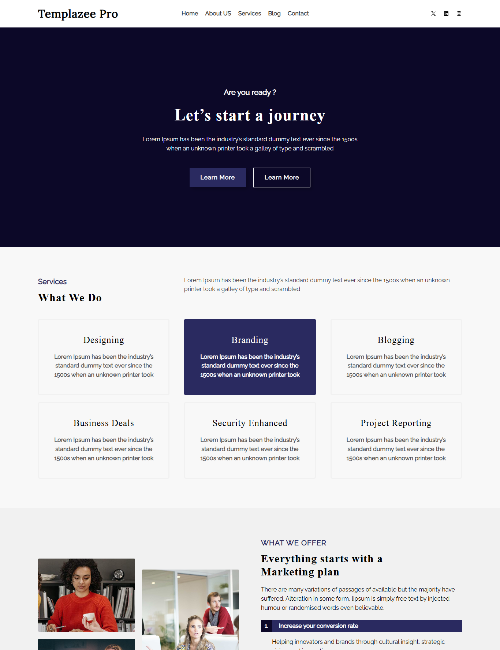 Templazee Pro
Home About US Services Blog Contact
Are you ready ?
Let's start a journey
Lorem Ipsum has been the industry's standard dummy text ever since the 1500s
when an unknown printer took a galley of type and scrambled
Learn More Learn More
Services
What We Do
Lorem Ipsum has been the industry's standard dummy text ever since the 1500s when an unknown
printer took a galley of type and scrambled
Designing
Lorem Ipsum has been the industry's
standard dummy text ever since the
1500s when an unknown printer took
Branding
Lorem Ipsum has been the industry's
standard dummy text ever since the
1500s when an unknown printer took
Blogging
Lorem Ipsum has been the industry's
standard dummy text ever since the
1500s when an unknown printer took
Business Deals
Lorem Ipsum has been the industry's
standard dummy text ever since the
1500s when an unknown printer took
Security Enhanced
Lorem Ipsum has been the industry's
standard dummy text ever since the
1500s when an unknown printer took
Project Reporting
Lorem Ipsum has been the industry's
standard dummy text ever since the
1500s when an unknown printer took
WHAT WE OFFER
Everything starts with a
Marketing plan
There are many variations of passages of available but the majority have
suffered. Alteration in some form, Ipsum is simply free text by injected
humou or randomised words even believable.
1 Increase your conversion rate
Helping innovators and brands through cultural insight, strategic